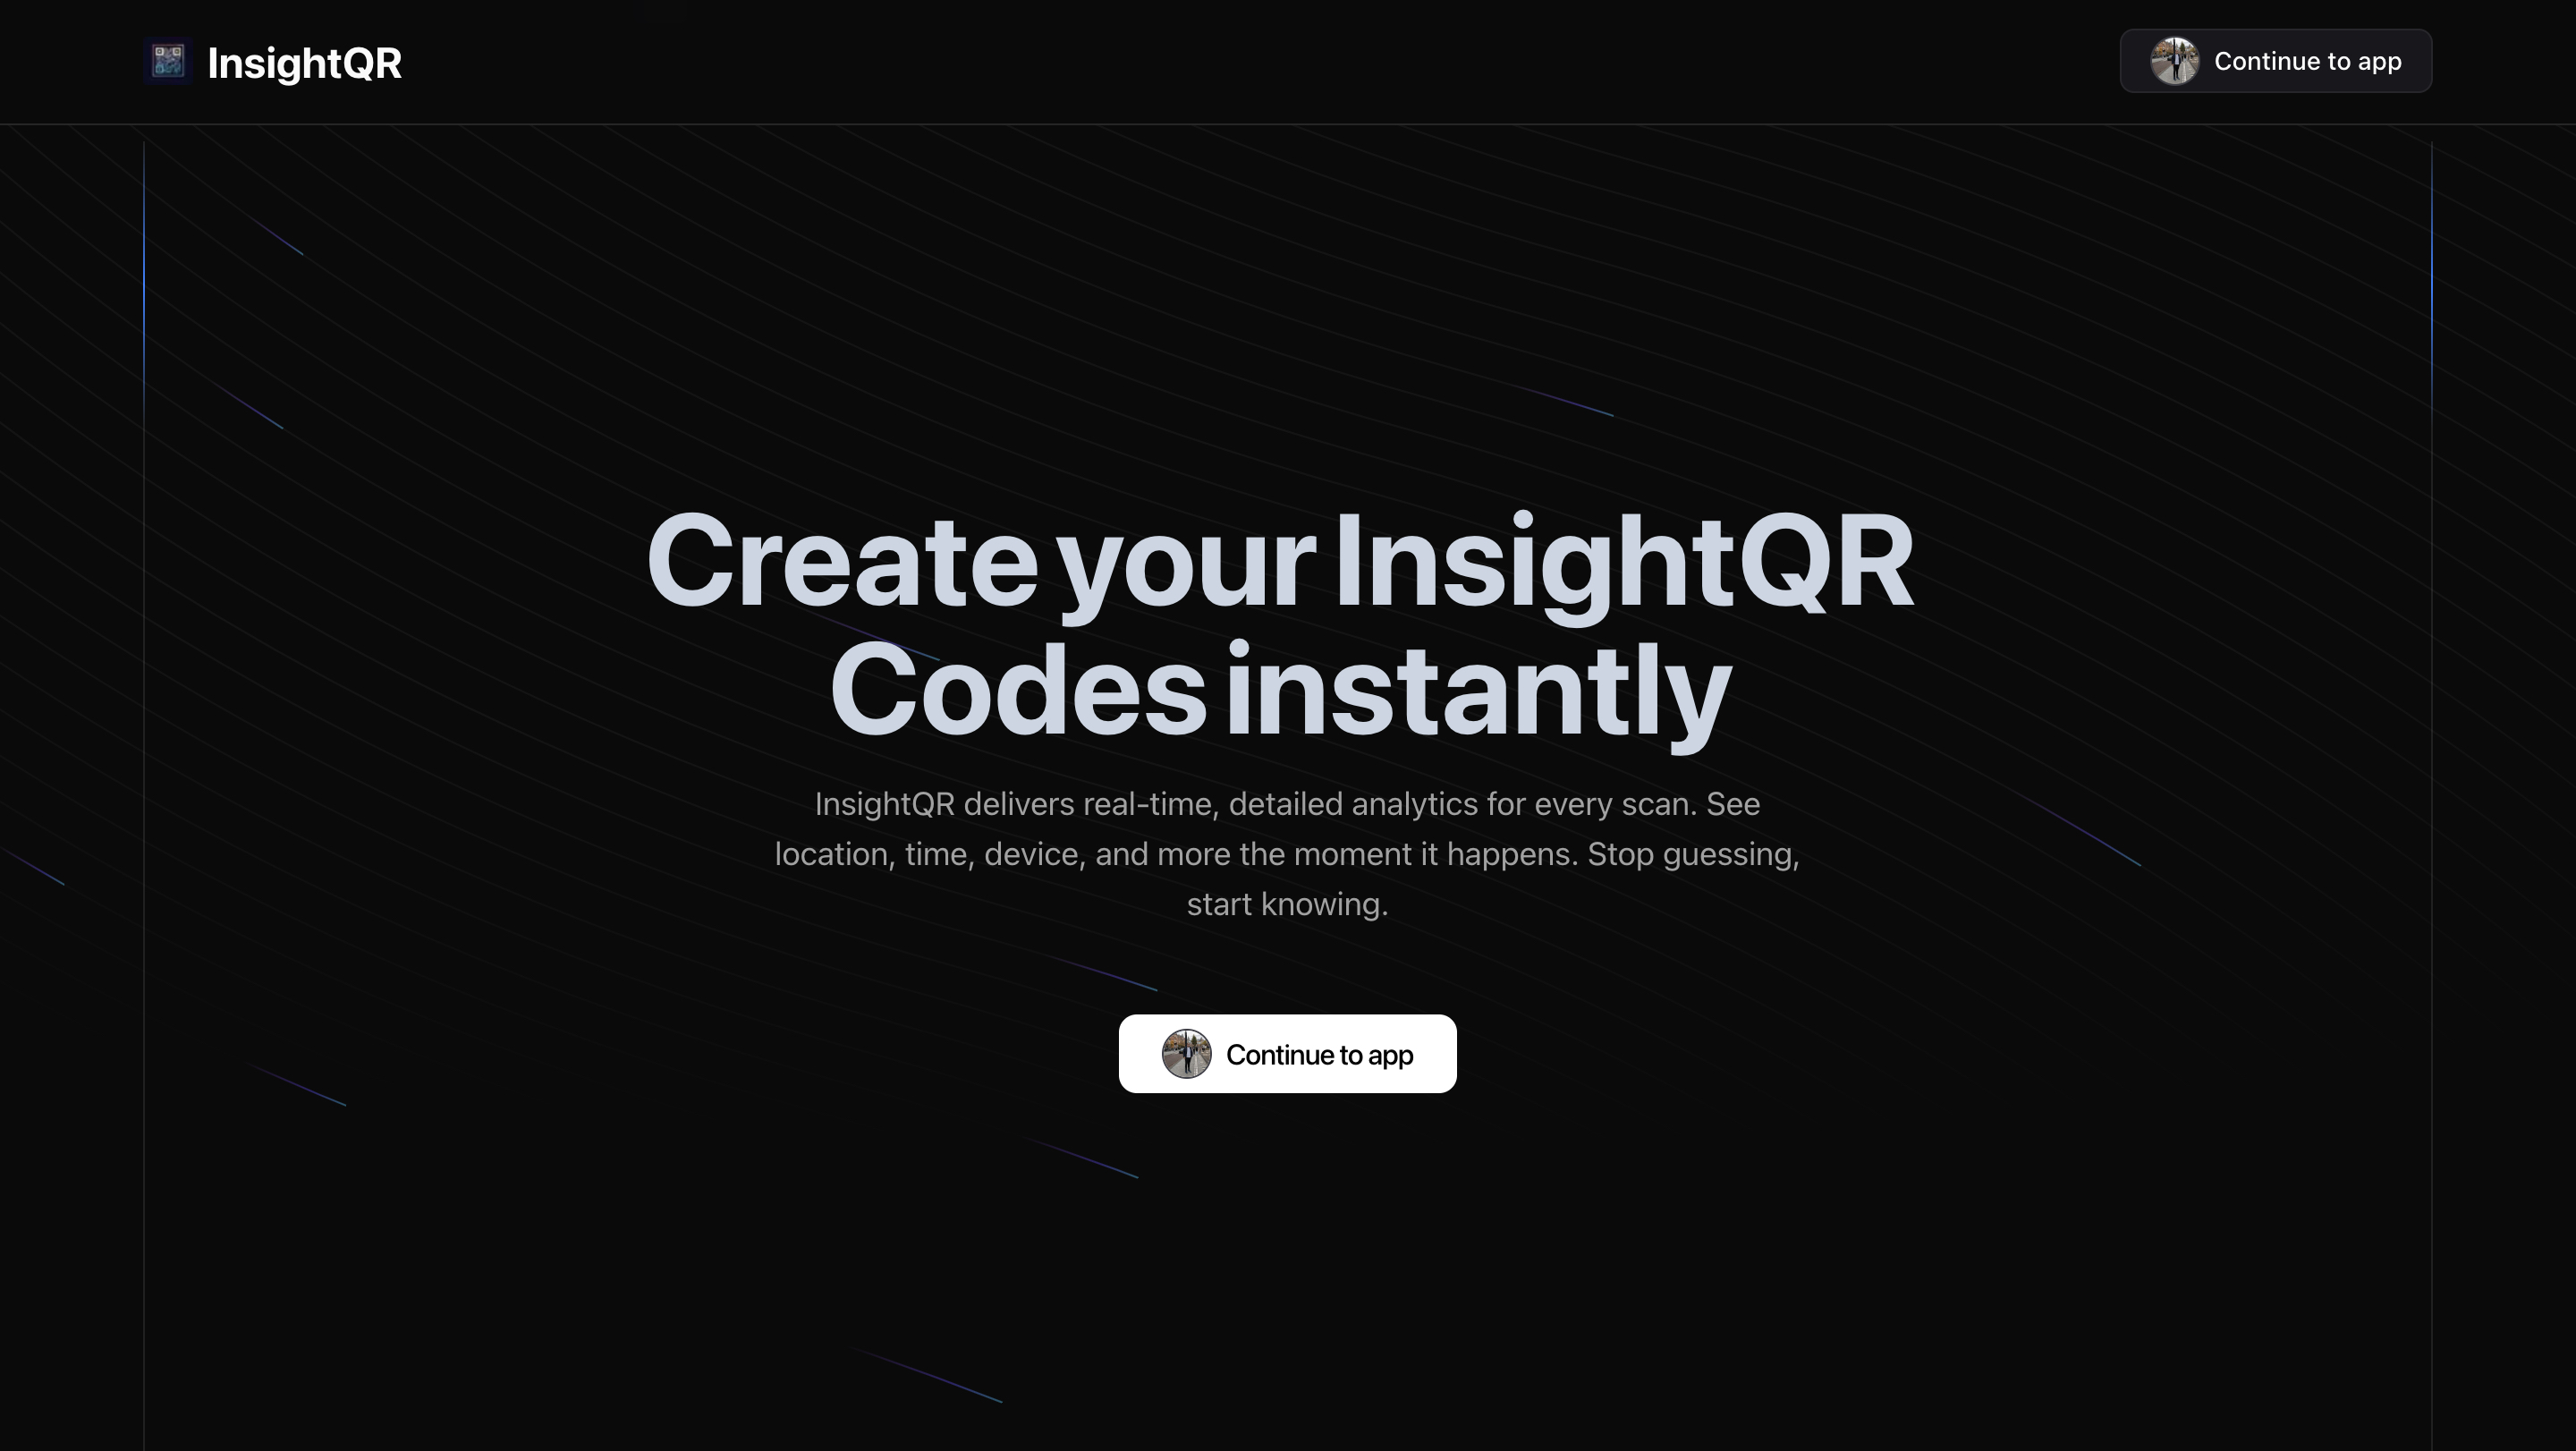 InsightQR
Continue to app
Create your InsightQR
Codes instantly
InsightQR delivers real-time, detailed analytics for every scan. See
location, time, device, and more the moment it happens. Stop guessing,
start knowing.
Continue to app